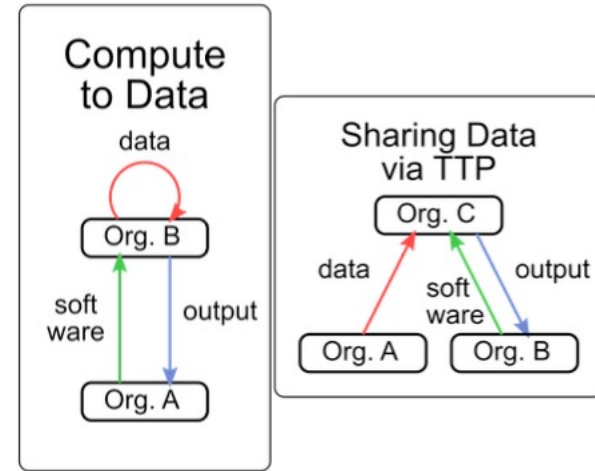 Compute
to Data
data
Org. B
soft
ware
output
Org. A
Sharing Data
via TTP
Org. C
data
soft
ware
output
Org. A
Org. B